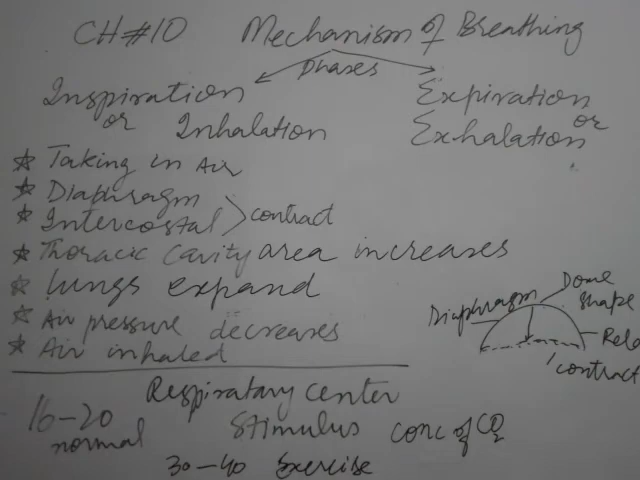 CH#10 Mechanism of Breathing
Phases
Inspiration or Inhalation
Expiration or Exhalation
☆ Taking in Air
☆ Diaphragm
☆ Intercostal > contract
☆ Thoracic Cavity area increases
☆ Lungs expand
☆ Air pressure decreases
☆ Air inhaled
Diaphragm
Dome shape
Rela
contract
Respiratary center
16-20 normal
Stimulus conc of CO2
30-40 Exercise